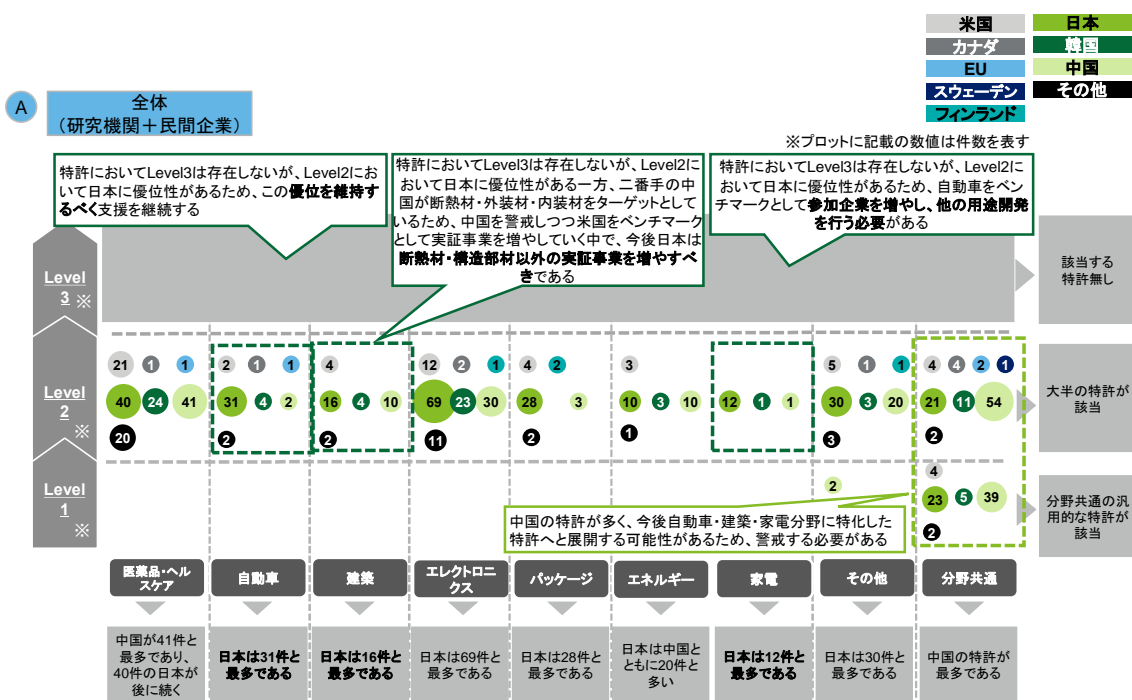 米国
日本
カナダ
韓国
EU
中国
スウェーデン
その他
フィンランド
A
全体
（研究機関＋民間企業）
※プロットに記載の数値は件数を表す
特許においてLevel3は存在しないが、Level2にお
いて日本に優位性があるため、この優位を維持す
るべく支援を継続する
特許においてLevel3は存在しないが、Level2に
おいて日本に優位性がある一方、二番手の中
国が断熱材・外装材・内装材をターゲットとして
いるため、中国を警戒しつつ米国をベンチマーク
として実証事業を増やしていく中で、今後日本は
断熱材・構造部材以外の実証事業を増やすべ
きである
特許においてLevel3は存在しないが、Level2に
おいて日本に優位性があるため、自動車をベン
チマークとして参加企業を増やし、他の用途開発
を行う必要がある
Level
3 ※
該当する
特許無し
Level
2 ※
21 1 1
40 24 41
20
2 1 1
31 4 2
2
4
16 4 10
2
12 2 1
69 23 30
11
4 2
28 3
2
3
10 3 10
1
12 1 1
5 1 1
30 3 20
3
4 4 2 1
21 11 54
2
大半の特許が
該当
Level
1 ※
2
4
23 5 39
2
分野共通の汎
用的な特許が
該当
中国の特許が多く、今後自動車・建築・家電分野に特化した
特許へと展開する可能性があるため、警戒する必要がある
医薬品・ヘル
スケア
自動車
建築
エレクトロニ
クス
パッケージ
エネルギー
家電
その他
分野共通
中国が41件と
最多であり、
40件の日本が
後に続く
日本は31件と
最多である
日本は16件と
最多である
日本は69件と
最多である
日本は28件と
最多である
日本は中国と
ともに20件と
多い
日本は12件と
最多である
日本は30件と
最多である
中国の特許が
最多である